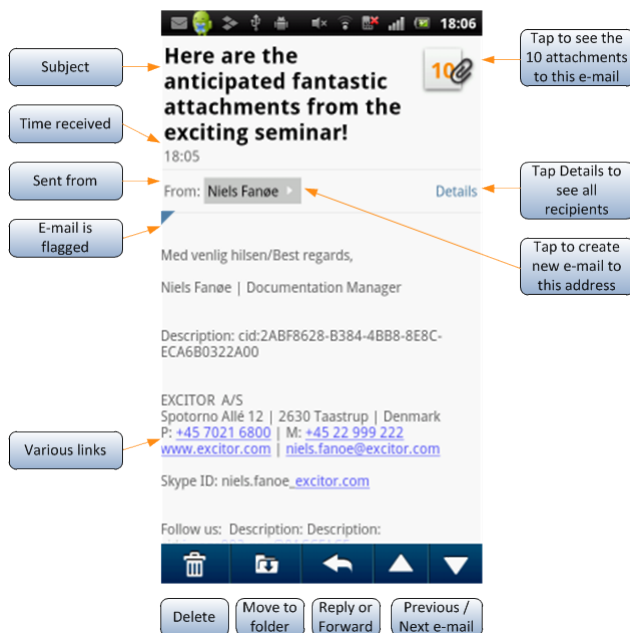 18:06
Here are the
anticipated fantastic
attachments from the
exciting seminar!
10
18:05
From: Niels Fanøe
Details
Med venlig hilsen/Best regards,
Niels Fanøe | Documentation Manager
Description: cid:2ABF8628-B384-4BB8-8E8C-
ECA6B0322A00
EXCITOR A/S
Spotorno Allé 12 | 2630 Taastrup | Denmark
P: +45 7021 6800 | M: +45 22 999 222
www.excitor.com | niels.fanoe@excitor.com
Skype ID: niels.fanoe_excitor.com
Follow us: Description: Description:
Subject
Time received
Sent from
E-mail is
flagged
Various links
Tap to see the
10 attachments
to this e-mail
Tap Details to
see all
recipients
Tap to create
new e-mail to
this address
Delete
Move to
folder
Reply or
Forward
Previous /
Next e-mail